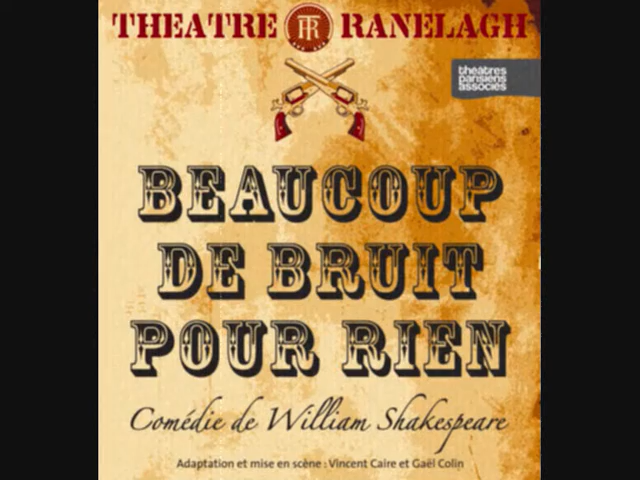 THEATRE TR RANELAGH
théâtres
parisiens
associés
BEAUCOUP
DE BRUIT
POUR RIEN
Comédie de William Shakespeare
Adaptation et mise en scène : Vincent Caire et Gaël Colin